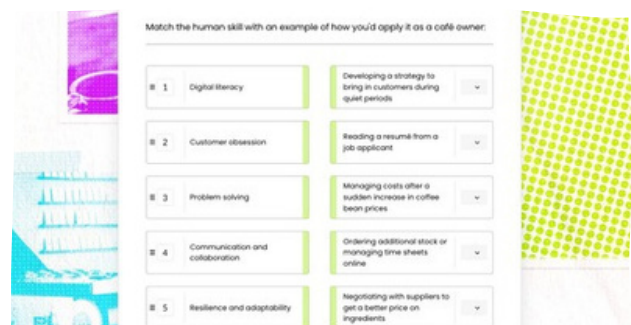 Match the human skill with an example of how you'd apply it as a café owner:
1 Digital literacy
Developing a strategy to
bring in customers during
quiet periods
2 Customer obsession
Reading a resumé from a
job applicant
3 Problem solving
Managing costs after a
sudden increase in coffee
bean prices
4 Communication and
collaboration
Ordering additional stock or
managing time sheets
online
5 Resilience and adaptability
Negotiating with suppliers to
get a better price on
ingredients